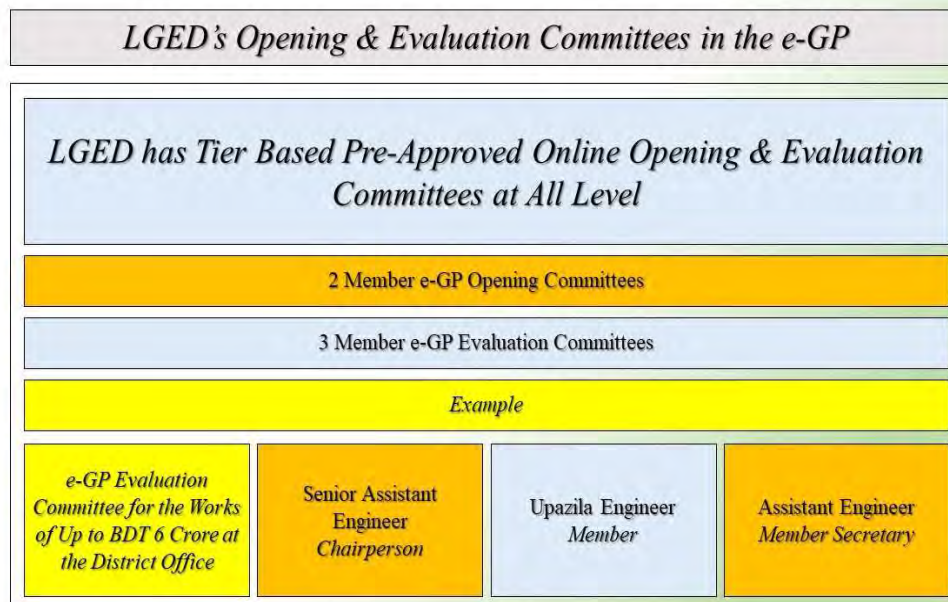 LGED’s Opening & Evaluation Committees in the e-GP
LGED has Tier Based Pre-Approved Online Opening & Evaluation
Committees at All Level
2 Member e-GP Opening Committees
3 Member e-GP Evaluation Committees
Example
e-GP Evaluation
Committee for the Works
of Up to BDT 6 Crore at
the District Office
Senior Assistant
Engineer
Chairperson
Upazila Engineer
Member
Assistant Engineer
Member Secretary